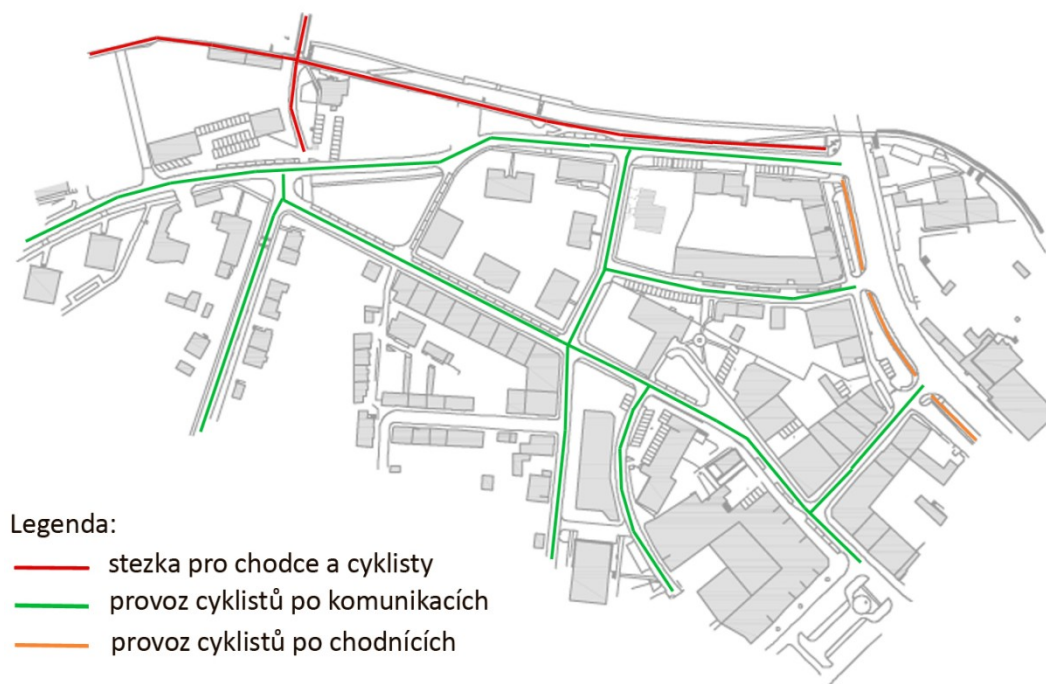 Legenda:
stezka pro chodce a cyklisty
provoz cyklistů po komunikacích
provoz cyklistů po chodnících